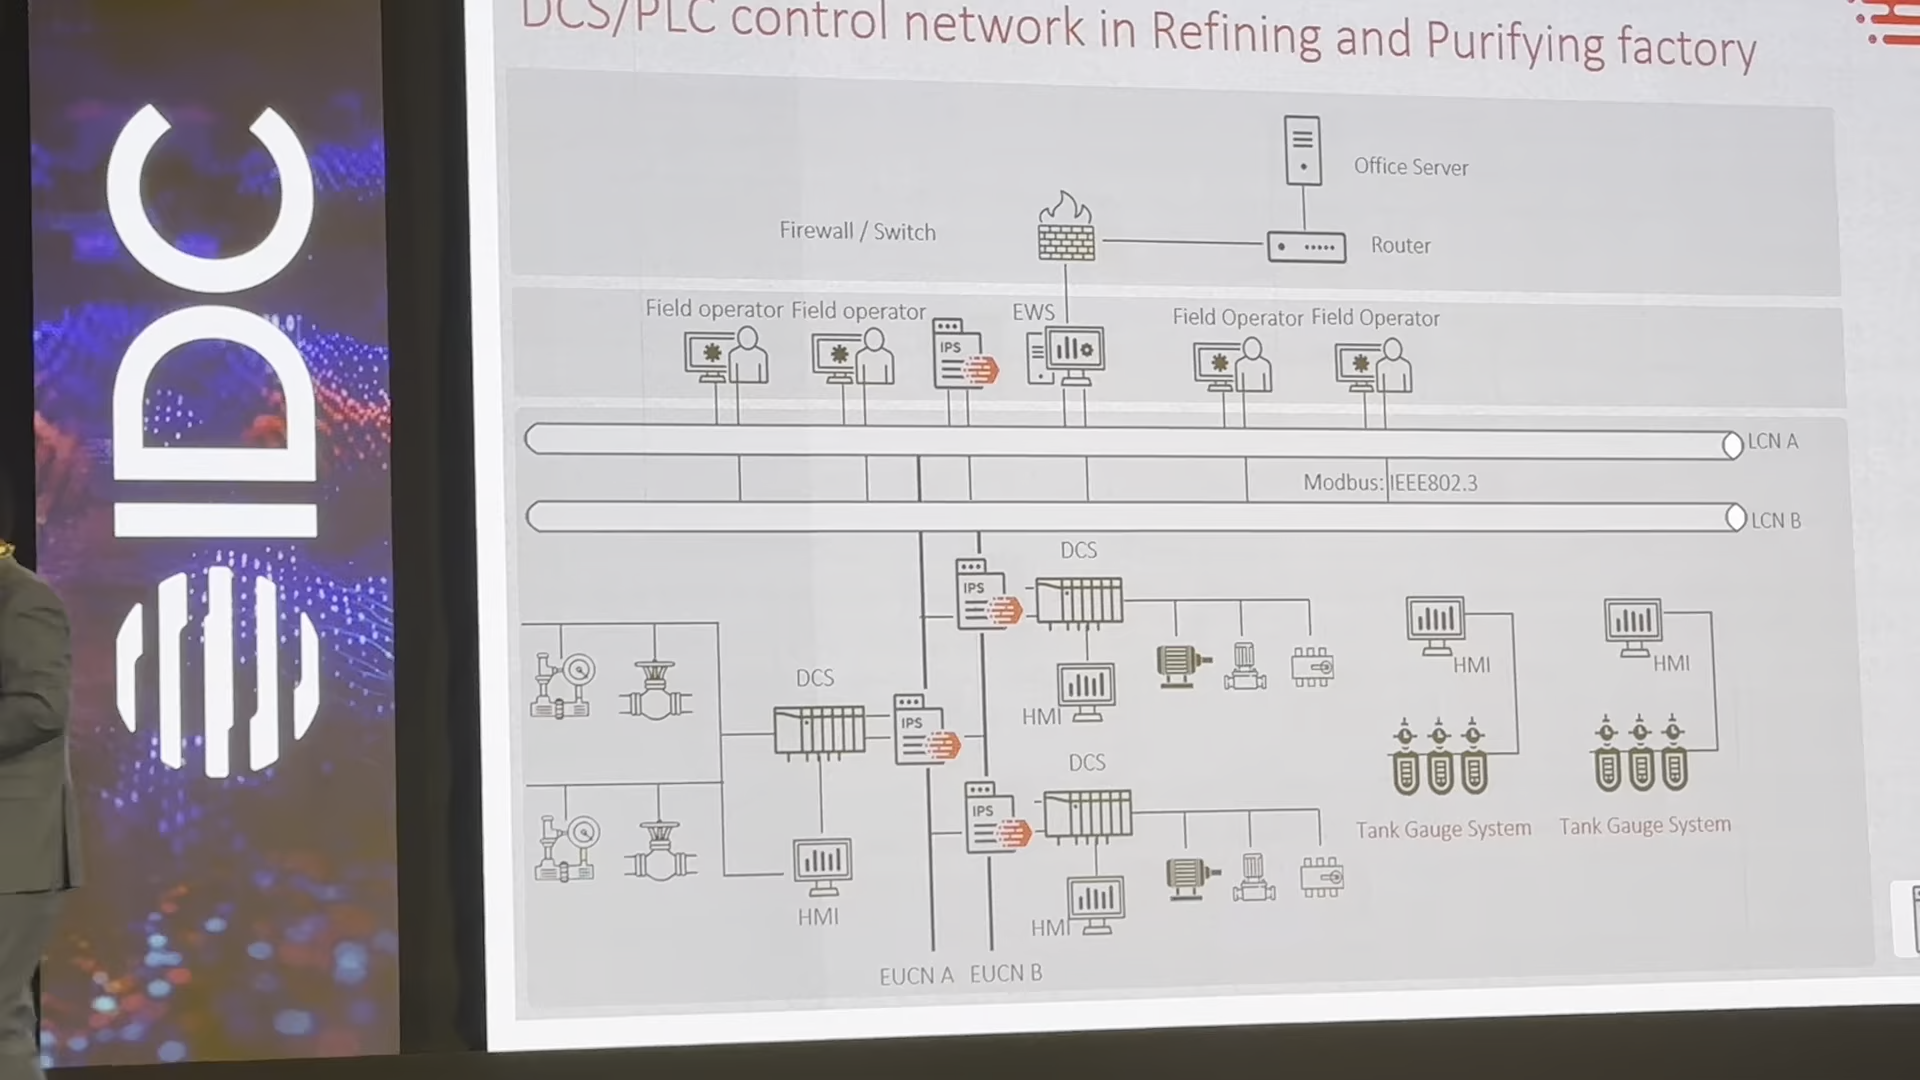 DCS/PLC control network in Refining and Purifying factory
IDC
Office Server
Firewall / Switch
Router
Field operator Field operator
EWS
Field Operator Field Operator
IPS
LCN A
Modbus: IEEE802.3
LCN B
DCS
IPS
HMI
HMI
HMI
DCS
IPS
HMI
DCS
IPS
Tank Gauge System
Tank Gauge System
HMI
EUCN A
EUCN B